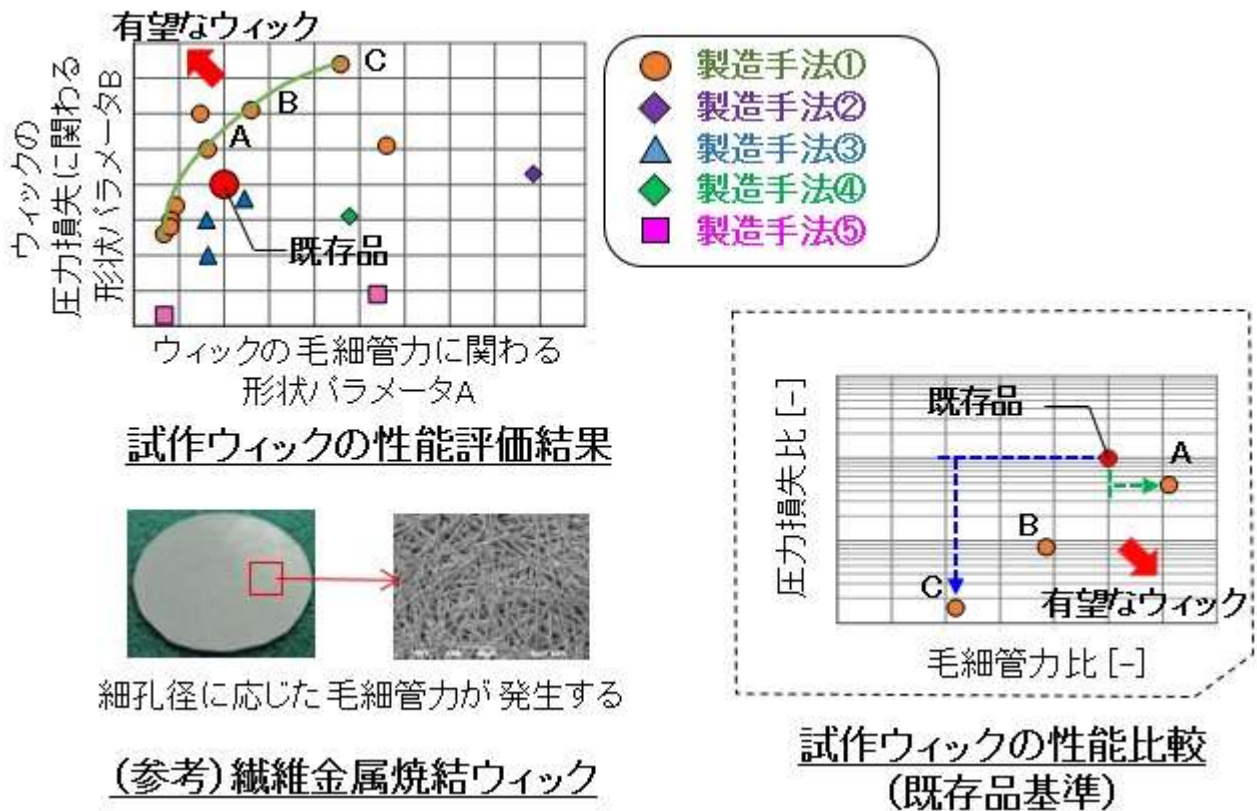 有望なウィック
ウィックの
圧力損失に関わる
形状パラメータB
C
B
A
既存品
ウィックの毛細管力に関わる
形状パラメータA
試作ウィックの性能評価結果
製造手法①
製造手法②
製造手法③
製造手法④
製造手法⑤
細孔径に応じた毛細管力が発生する
(参考)繊維金属焼結ウィック
圧力損失比 [-]
既存品
A
B
C
有望なウィック
毛細管力比 [-]
試作ウィックの性能比較
(既存品基準)